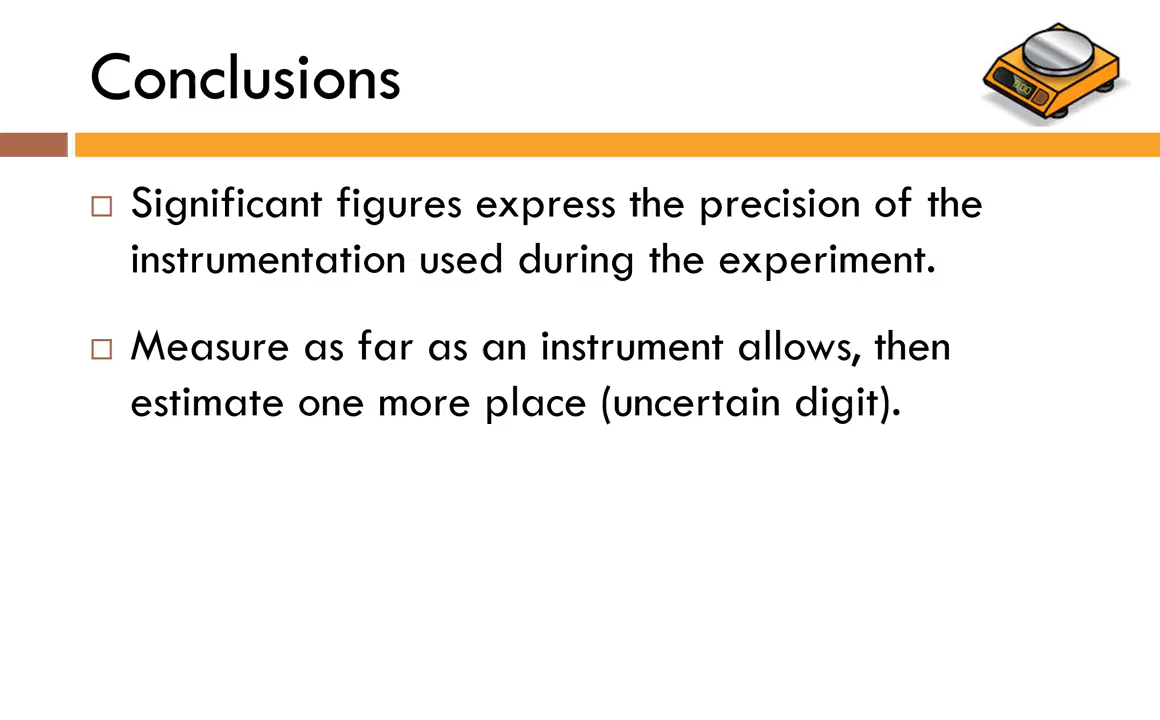 Conclusions
Significant figures express the precision of the
instrumentation used during the experiment.
Measure as far as an instrument allows, then
estimate one more place (uncertain digit).